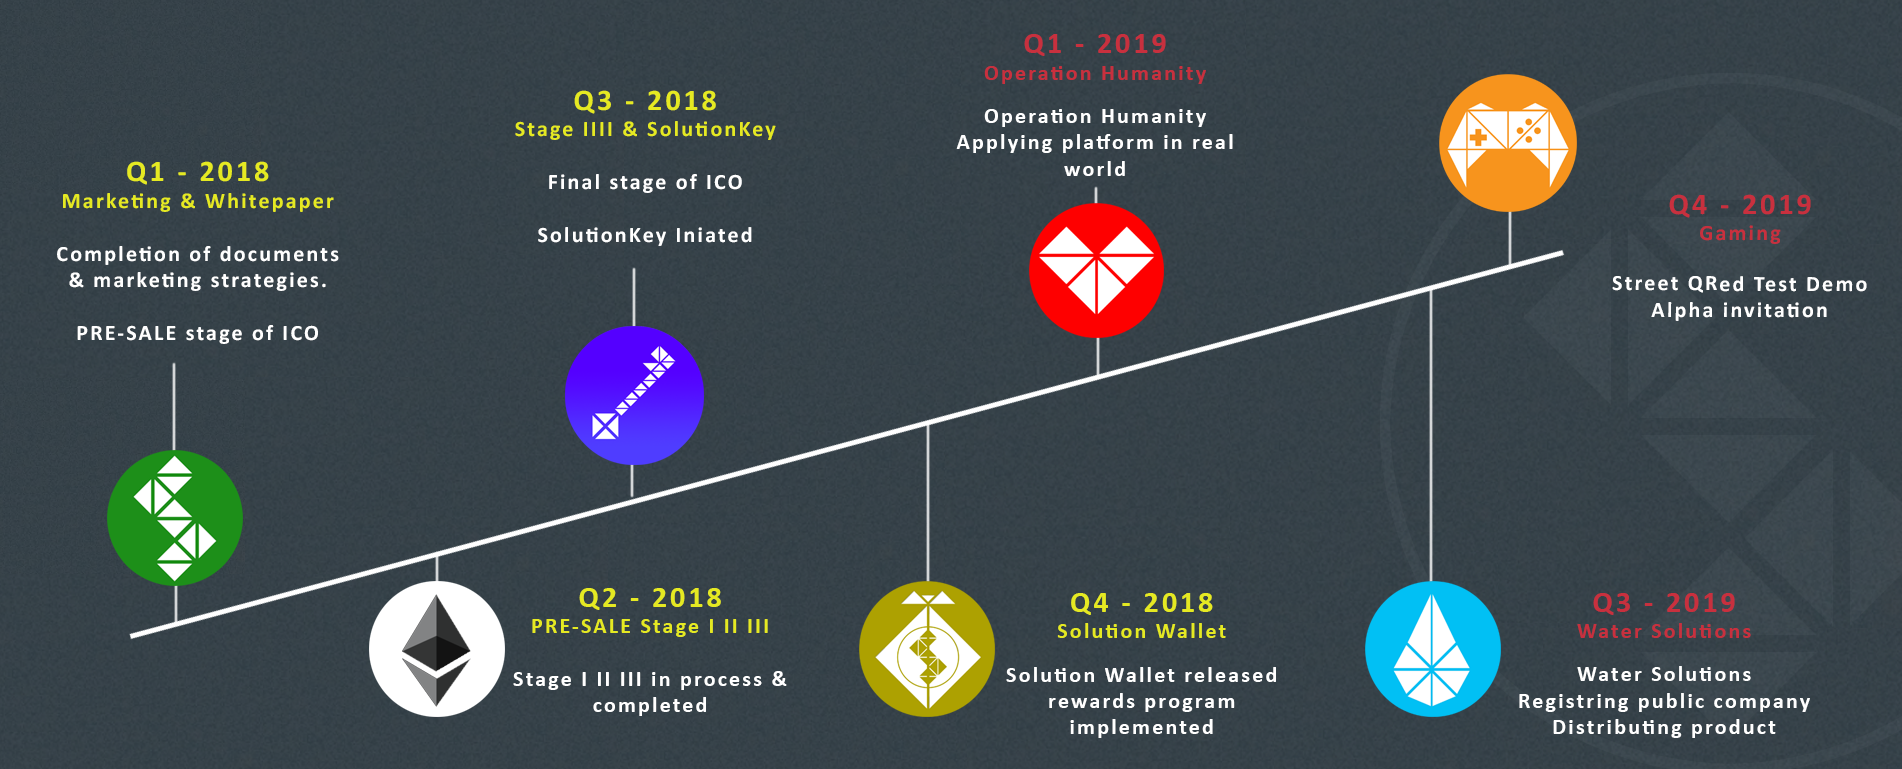 Q1 - 2018
Marketing & Whitepaper
Completion of documents
& marketing strategies.
PRE-SALE stage of ICO
Q2 - 2018
PRE-SALE Stage I II III
Stage I II III in process &
completed
Q3 - 2018
Stage IIII & SolutionKey
Final stage of ICO
SolutionKey Iniated
Q4 - 2018
Solution Wallet
Solution Wallet released
rewards program
implemented
Q1 - 2019
Operation Humanity
Operation Humanity
Applying platform in real
world
Q3 - 2019
Water Solutions
Water Solutions
Registring public company
Distributing product
Q4 - 2019
Gaming
Street QRed Test Demo
Alpha invitation